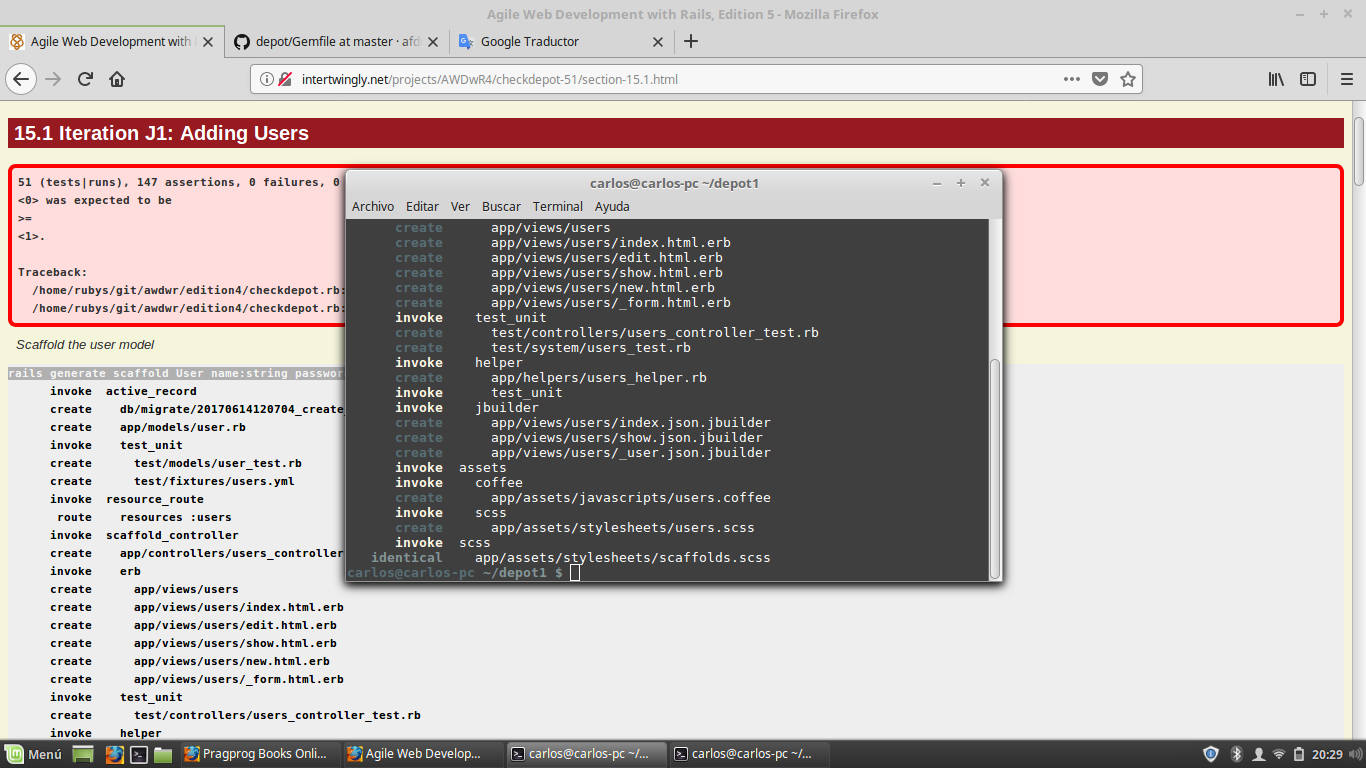 Agile Web Development with Rails, Edition 5 - Mozilla Firefox
Agile Web Development with
depot/Gemfile at master · afd
Google Traductor
intertwingly.net/projects/AWDwR4/checkdepot-51/section-15.1.html
15.1 Iteration J1: Adding Users
51 (tests|runs), 147 assertions, 0 failures, 0
<0> was expected to be
>=
<1>.
Traceback:
/home/rubys/git/awdwr/edition4/checkdepot.rb:
/home/rubys/git/awdwr/edition4/checkdepot.rb:
Scaffold the user model
rails generate scaffold User name:string passwor
invoke active_record
create db/migrate/20170614120704_create_
create app/models/user.rb
invoke test_unit
create test/models/user_test.rb
create test/fixtures/users.yml
invoke resource_route
route resources :users
invoke scaffold_controller
create app/controllers/users_controller
invoke erb
create app/views/users
create app/views/users/index.html.erb
create app/views/users/edit.html.erb
create app/views/users/show.html.erb
create app/views/users/new.html.erb
create app/views/users/_form.html.erb
invoke test_unit
create test/controllers/users_controller_test.rb
invoke helper
carlos@carlos-pc ~/depot1
Archivo Editar Ver Buscar Terminal Ayuda
create app/views/users
create app/views/users/index.html.erb
create app/views/users/edit.html.erb
create app/views/users/show.html.erb
create app/views/users/new.html.erb
create app/views/users/_form.html.erb
invoke test_unit
create test/controllers/users_controller_test.rb
create test/system/users_test.rb
invoke helper
create app/helpers/users_helper.rb
invoke test_unit
invoke jbuilder
create app/views/users/index.json.jbuilder
create app/views/users/show.json.jbuilder
create app/views/users/_user.json.jbuilder
invoke assets
invoke coffee
create app/assets/javascripts/users.coffee
invoke scss
create app/assets/stylesheets/users.scss
invoke scss
identical app/assets/stylesheets/scaffolds.scss
carlos@carlos-pc ~/depot1 $
Menú
Pragprog Books Onli...
Agile Web Develop...
carlos@carlos-pc ~/...
carlos@carlos-pc ~/...
20:29